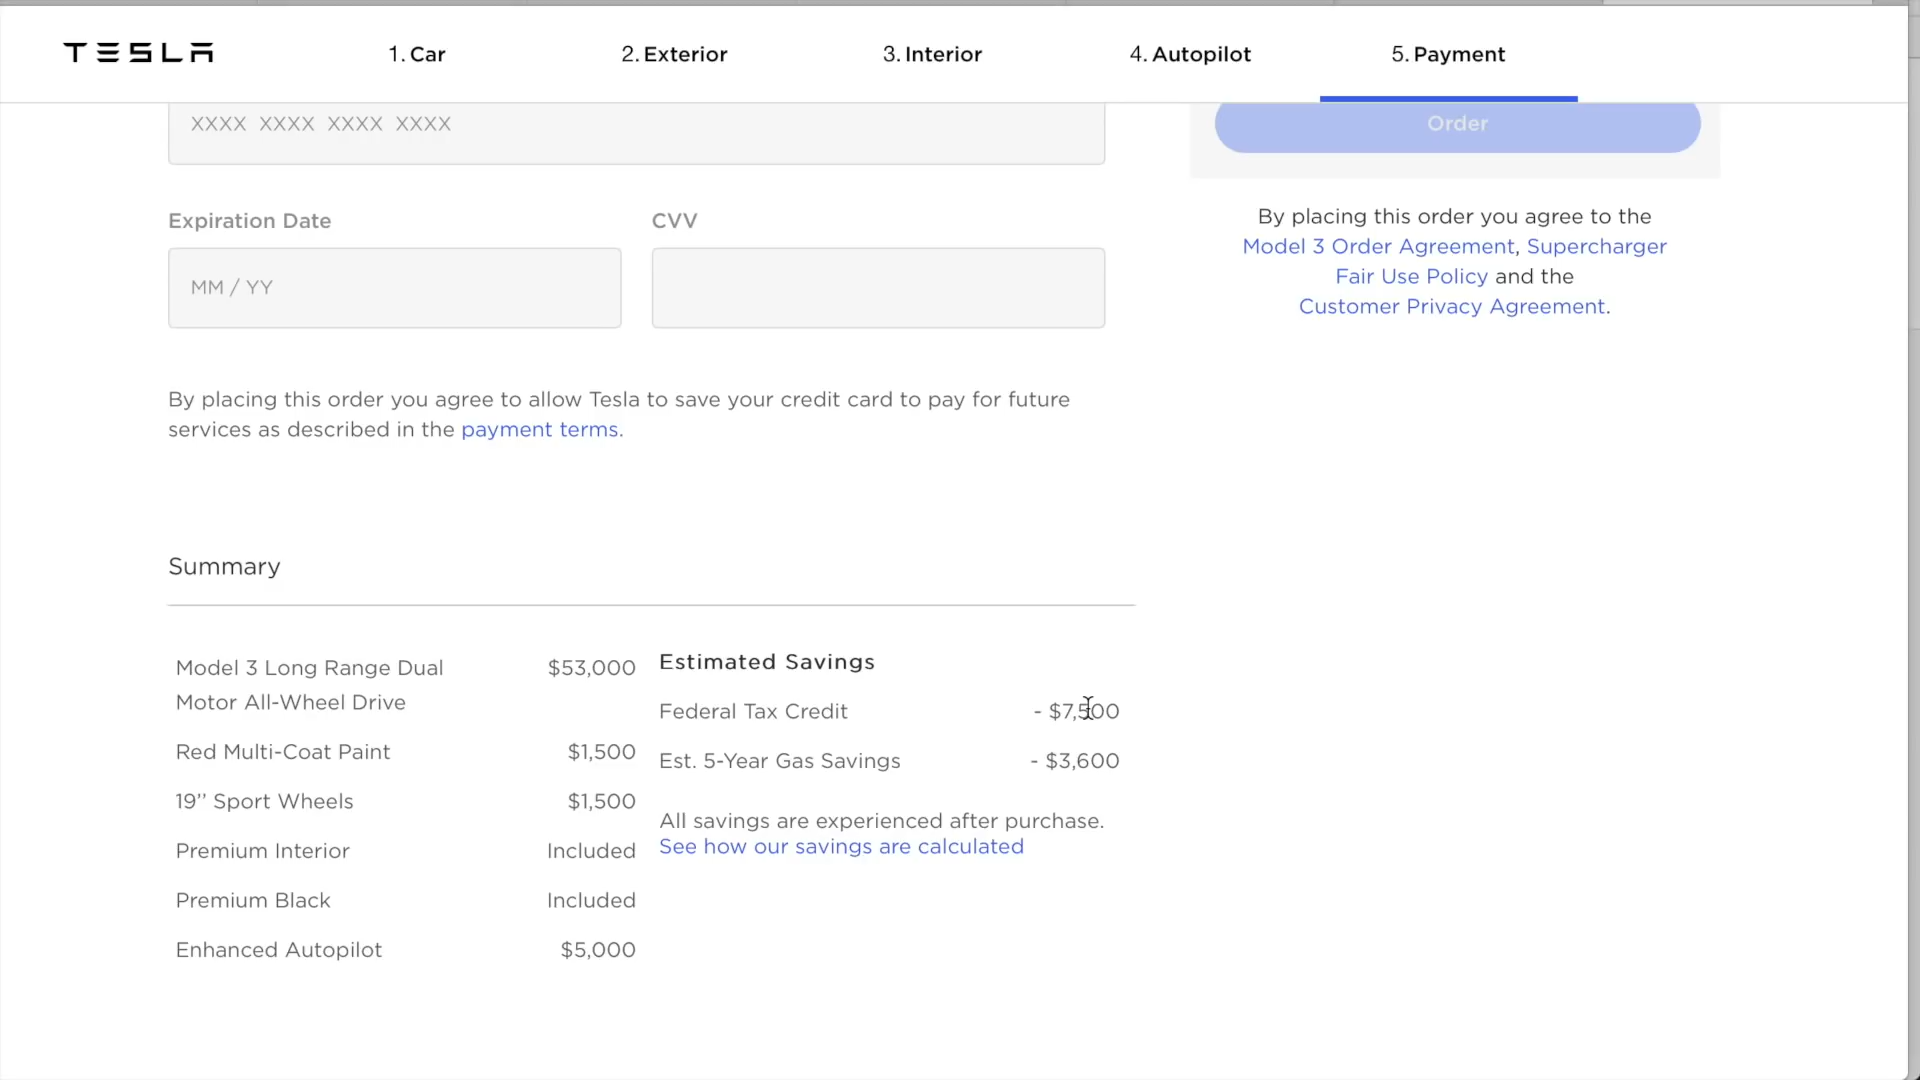 TESLA
1. Car
2. Exterior
3. Interior
4. Autopilot
5. Payment
XXXX XXXX XXXX XXXX
Order
Expiration Date
CVV
MM / YY
By placing this order you agree to the
Model 3 Order Agreement, Supercharger
Fair Use Policy and the
Customer Privacy Agreement.
By placing this order you agree to allow Tesla to save your credit card to pay for future
services as described in the payment terms.
Summary
Model 3 Long Range Dual $53,000
Motor All-Wheel Drive
Red Multi-Coat Paint $1,500
19’’ Sport Wheels $1,500
Premium Interior Included
Premium Black Included
Enhanced Autopilot $5,000
Estimated Savings
Federal Tax Credit - $7,500
Est. 5-Year Gas Savings - $3,600
All savings are experienced after purchase.
See how our savings are calculated